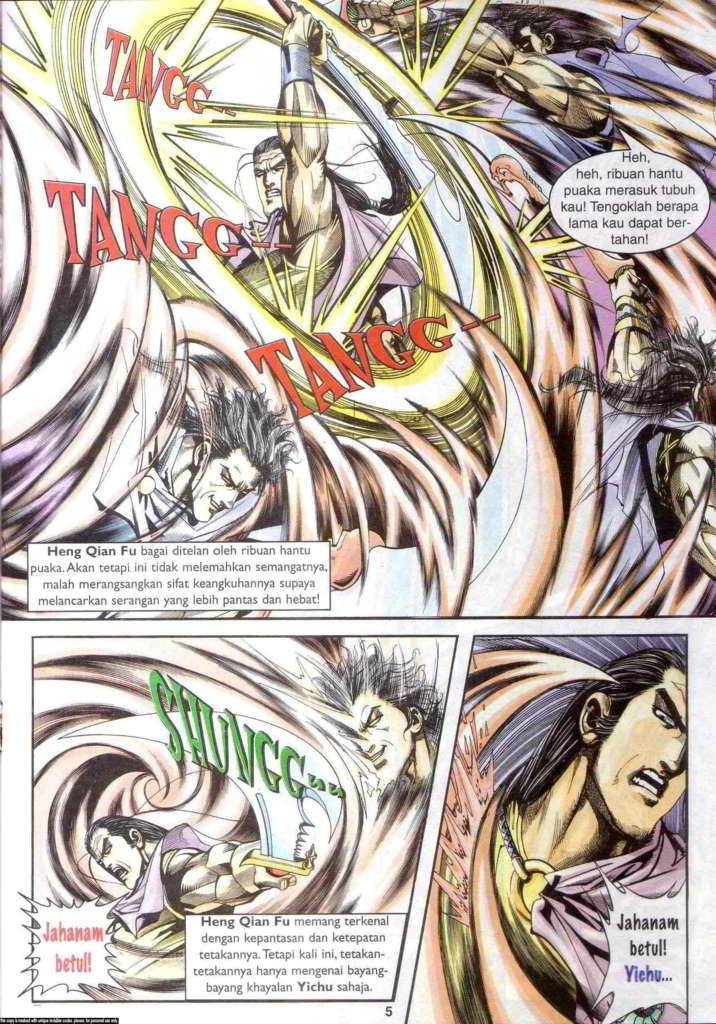 TANGG--
TANGG--
TANGG--
Heh,
heh, ribuan hantu
puaka merasuk tubuh
kau! Tengoklah berapa
lama kau dapat ber-
tahan!
Heng Qian Fu bagai ditelan oleh ribuan hantu
puaka. Akan tetapi ini tidak melemahkan semangatnya,
malah merangsangkan sifat keangkuhannya supaya
melancarkan serangan yang lebih pantas dan hebat!
SHUNGG~~
Jahanam
betul!
Heng Qian Fu memang terkenal
dengan kepantasan dan ketepatan
tetakannya. Tetapi kali ini, tetakan-
tetakannya hanya mengenai bayang-
bayang khayalan Yichu sahaja.
Jahanam
betul!
Yichu...
5